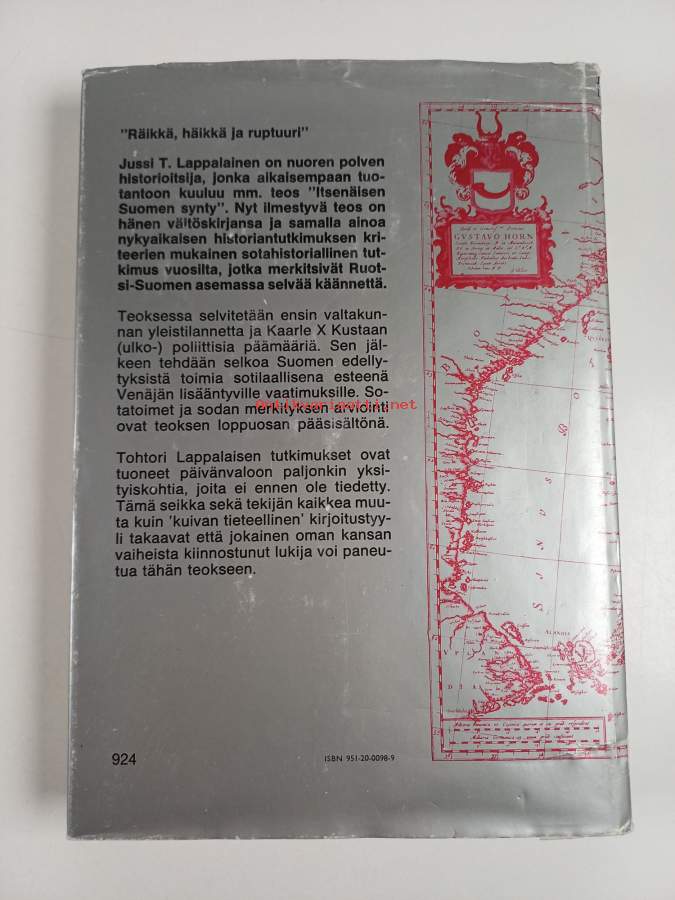 "Räikkä, häikkä ja ruptuuri"
Jussi T. Lappalainen on nuoren polven
historioitsija, jonka aikaisempaan tuo-
tantoon kuuluu mm. teos "Itsenäisen
Suomen synty". Nyt ilmestyvä teos on
hänen väitöskirjansa ja samalla ainoa
nykyaikaisen historiantutkimuksen kri-
teerien mukainen sotahistoriallinen tut-
kimus vuosilta, jotka merkitsivät Ruot-
si-Suomen asemassa selvää käännettä.
Teoksessa selvitetään ensin valtakun-
nan yleistilannetta ja Kaarle X Kustaan
(ulko-) poliittisia päämääriä. Sen jäl-
keen tehdään selkoa Suomen edelly-
tyksistä toimia sotilaallisena esteenä
Venäjän lisääntyville vaatimuksille. So-
tatoimet ja sodan merkityksen arviointi
ovat teoksen loppuosan pääsisältönä.
Antikvariaatti.net
Tohtori Lappalaisen tutkimukset ovat
tuoneet päivänvaloon paljonkin yksi-
tyiskohtia, joita ei ennen ole tiedetty.
Tämä seikka sekä tekijän kaikkea muu-
ta kuin 'kuivan tieteellinen' kirjoitustyy-
li takaavat että jokainen oman kansan
vaiheista kiinnostunut lukija voi paneu-
tua tähän teokseen.
924
ISBN 951-20-0098-9
GVSTAVO HORN
SINUS
BO
ALANDIA